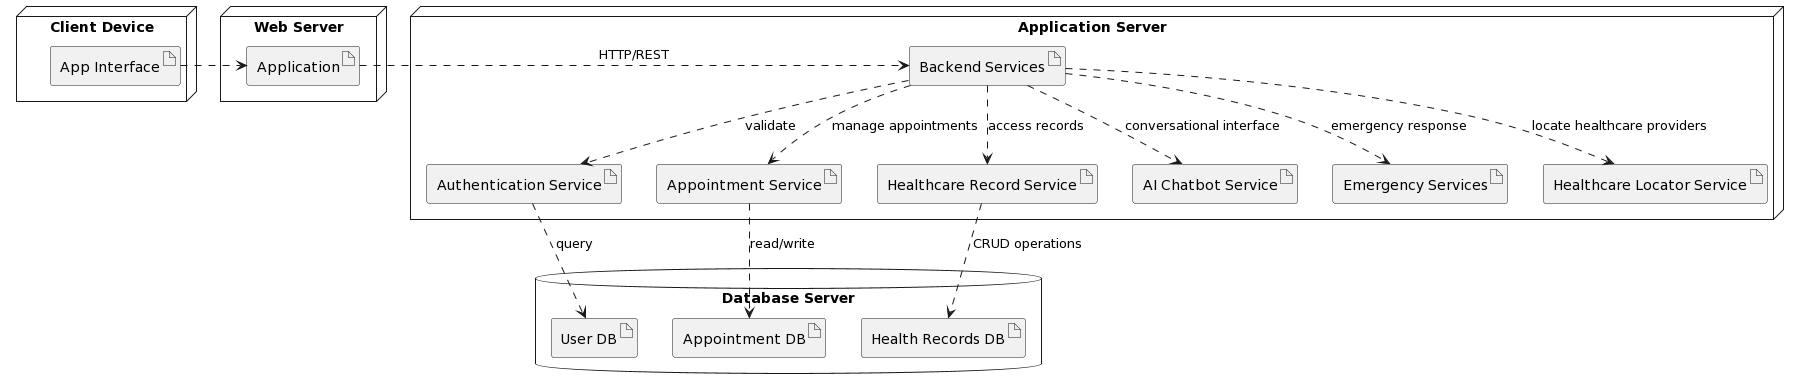 Client Device
Web Server
Application Server
App Interface
Application
HTTP/REST
Backend Services
validate
manage appointments
access records
conversational interface
emergency response
locate healthcare providers
Authentication Service
Appointment Service
Healthcare Record Service
AI Chatbot Service
Emergency Services
Healthcare Locator Service
query
read/write
CRUD operations
Database Server
User DB
Appointment DB
Health Records DB